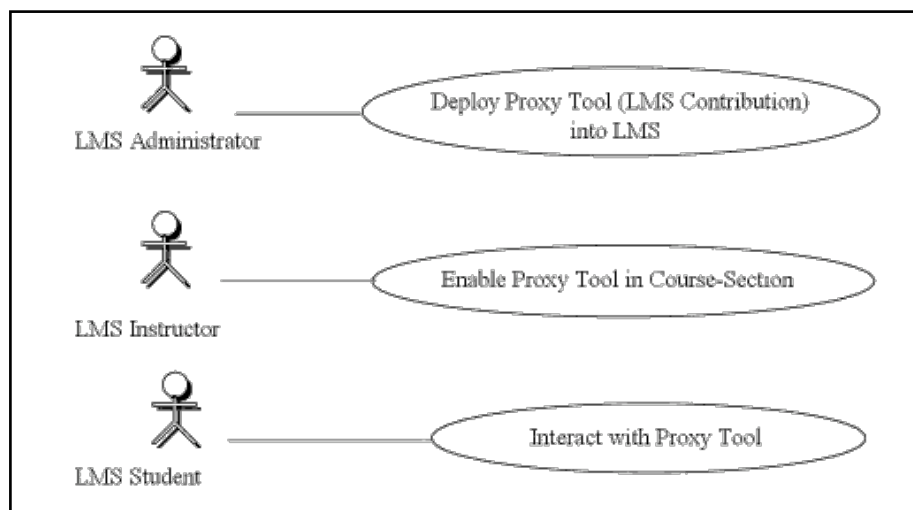 Deploy Proxy Tool (LMS Contribution)
into LMS
LMS Administrator
Enable Proxy Tool in Course-Section
LMS Instructor
Interact with Proxy Tool
LMS Student